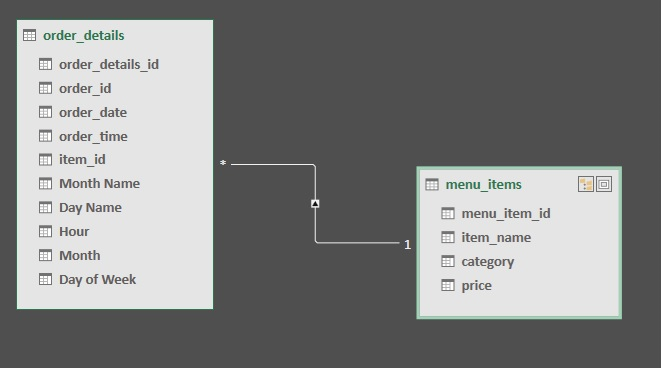 order_details
order_details_id
order_id
order_date
order_time
item_id
Month Name
Day Name
Hour
Month
Day of Week
*
1
menu_items
menu_item_id
item_name
category
price